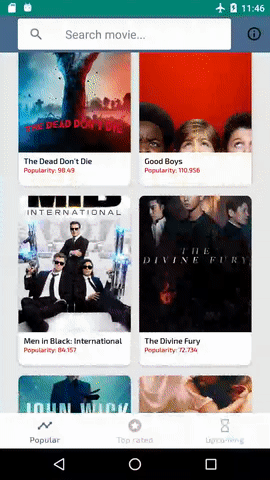 11:46
Search movie...
THE DEAD DON'T DIE
The Dead Don't Die
Popularity: 98.49
Good Boys
Popularity: 110.956
MIB
INTERNATIONAL
Men in Black: International
Popularity: 84.157
THE
DIVINE FURY
The Divine Fury
Popularity: 72.734
JOHN WICK
Popular
Top rated